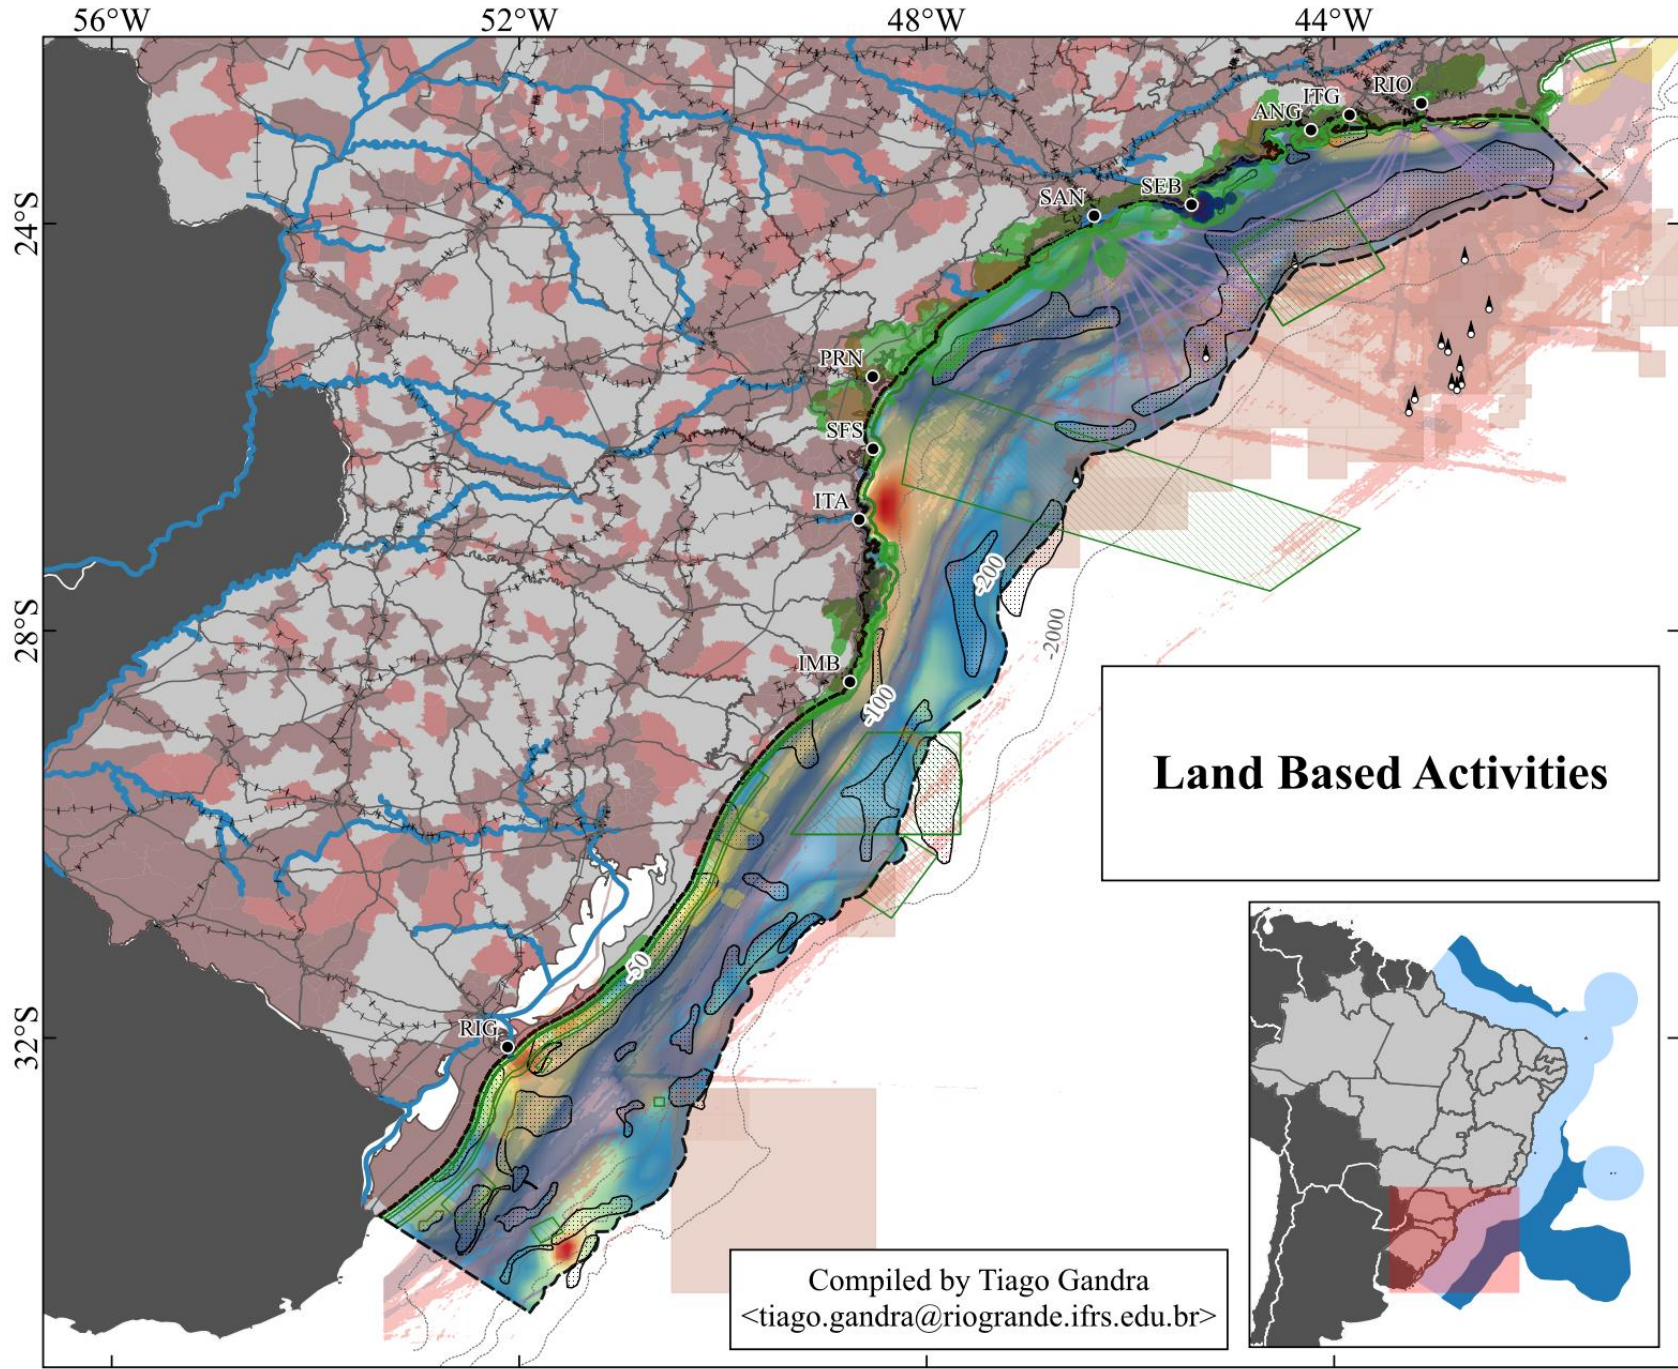 56°W
52°W
48°W
44°W
24°S
28°S
32°S
RIO
ITG
ANG
SEB
SAN
PRN
SFS
ITA
-200
-2000
IMB
-100
Land Based Activities
-50
RIG
Compiled by Tiago Gandra
<tiago.gandra@riogrande.ifrs.edu.br>